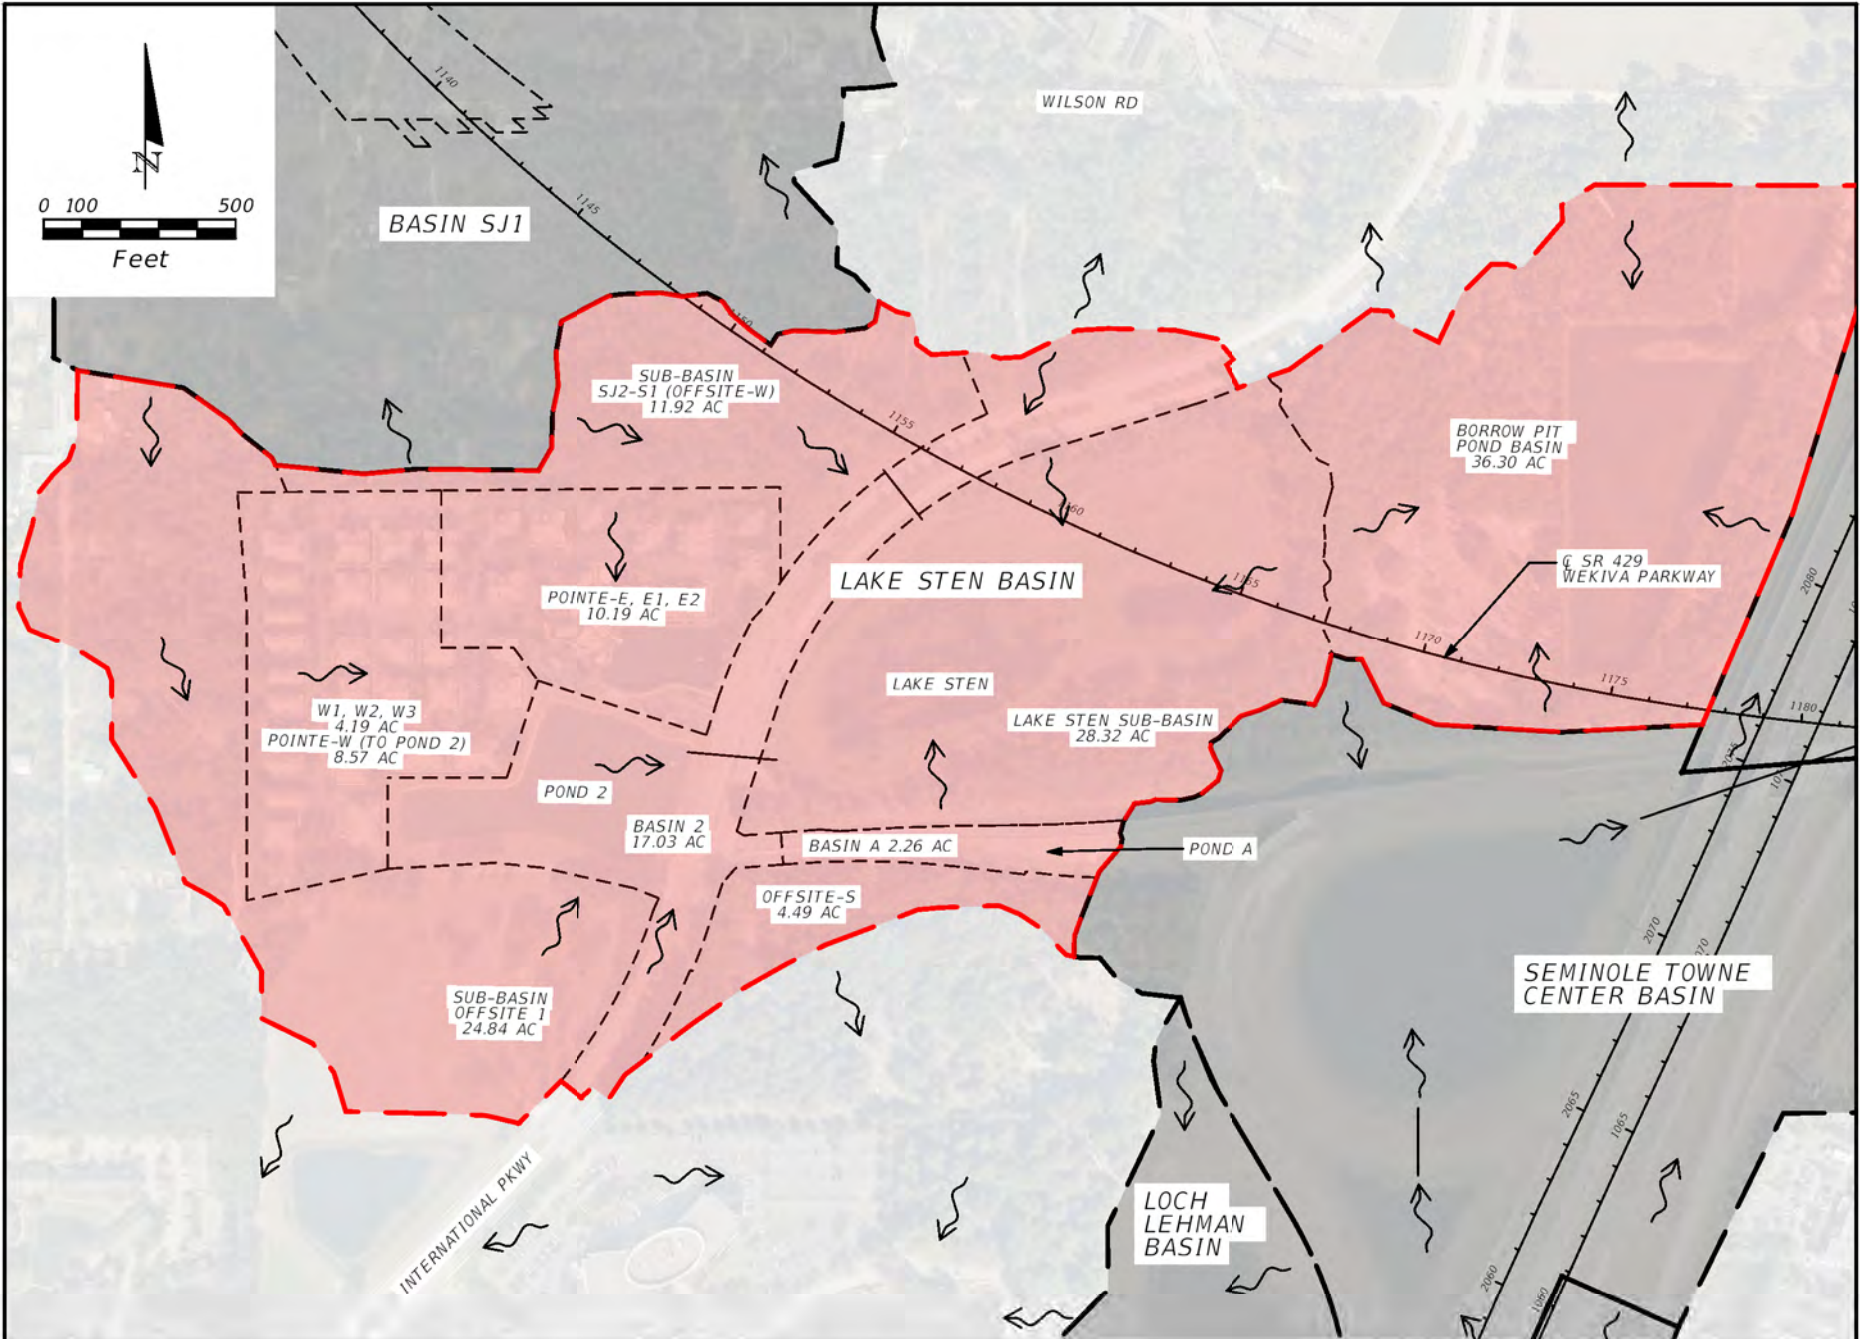 N
0 100 500
Feet
WILSON RD
BASIN SJ1
1140
1145
1150
SUB-BASIN
SJ2-S1 (OFFSITE-W)
11.92 AC
1155
BORROW PIT
POND BASIN
36.30 AC
1160
LAKE STEN BASIN
1165
℄ SR 429
WEKIVA PARKWAY
2080
POINTE-E, E1, E2
10.19 AC
1170
1175
1180
LAKE STEN
W1, W2, W3
4.19 AC
POINTE-W (TO POND 2)
8.57 AC
LAKE STEN SUB-BASIN
28.32 AC
2075
POND 2
BASIN 2
17.03 AC
BASIN A 2.26 AC
POND A
OFFSITE-S
4.49 AC
2070
SEMINOLE TOWNE
CENTER BASIN
SUB-BASIN
OFFSITE 1
24.84 AC
2065
1065
INTERNATIONAL PKWY
LOCH
LEHMAN
BASIN
2060
1060